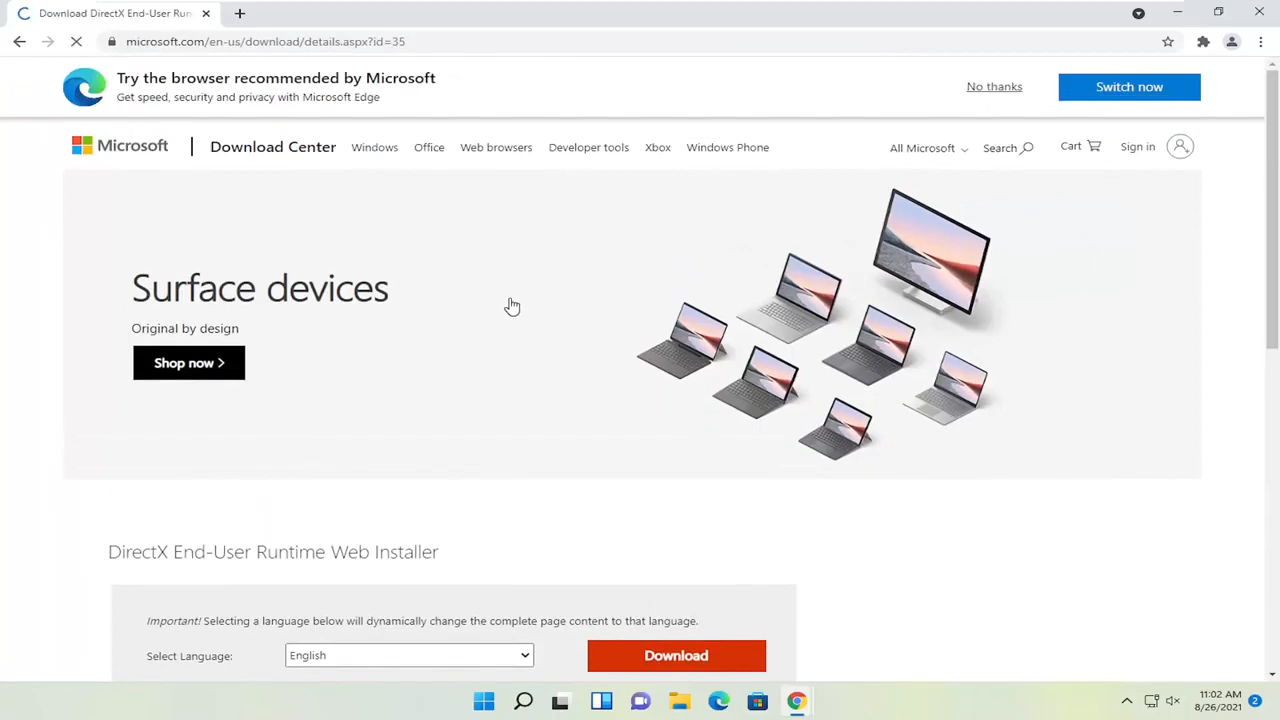 Download DirectX End-User Run
microsoft.com/en-us/download/details.aspx?id=35
Try the browser recommended by Microsoft
Get speed, security and privacy with Microsoft Edge
No thanks
Switch now
Microsoft
Download Center
Windows
Office
Web browsers
Developer tools
Xbox
Windows Phone
All Microsoft
Search
Cart
Sign in
Surface devices
Original by design
Shop now >
DirectX End-User Runtime Web Installer
Important! Selecting a language below will dynamically change the complete page content to that language.
Select Language:
English
Download
11:02 AM
8/26/2021
2